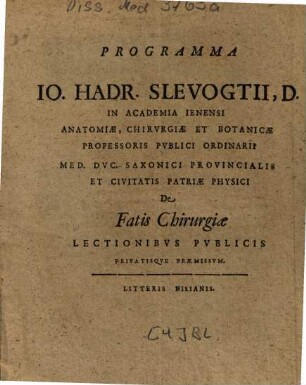 Diss. Med 3763a
PROGRAMMA
IO. HADR. SLEVOGTII, D.
IN ACADEMIA IENENSI
ANATOMIÆ, CHIRVRGIÆ ET BOTANICÆ
PROFESSORIS PVBLICI ORDINARII
MED. DVC. SAXONICI PROVINCIALIS
ET CIVITATIS PATRIÆ PHYSICI
De
Fatis Chirurgiæ
LECTIONIBVS PVBLICIS
PRIVATISQVE PRÆMISSVM.
LITTERIS NISIANIS.